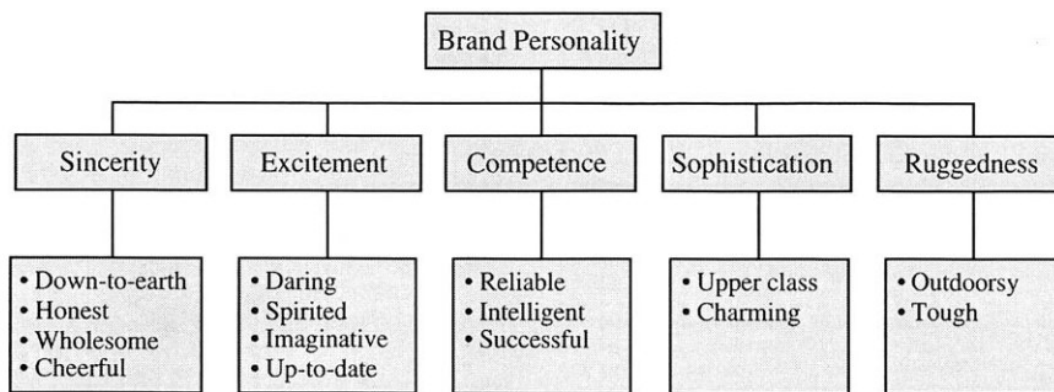 Brand Personality
Sincerity
Excitement
Competence
Sophistication
Ruggedness
• Down-to-earth
• Honest
• Wholesome
• Cheerful
• Daring
• Spirited
• Imaginative
• Up-to-date
• Reliable
• Intelligent
• Successful
• Upper class
• Charming
• Outdoorsy
• Tough